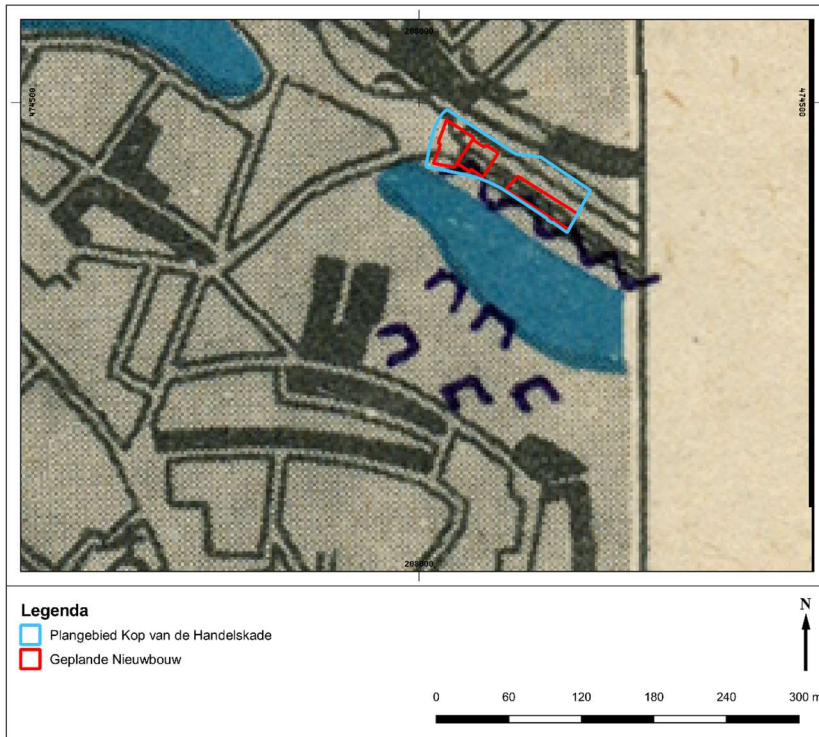 208000
474500
474500
208000
Legenda
Plangebied Kop van de Handelskade
Geplande Nieuwbouw
N
0 60 120 180 240 300 m